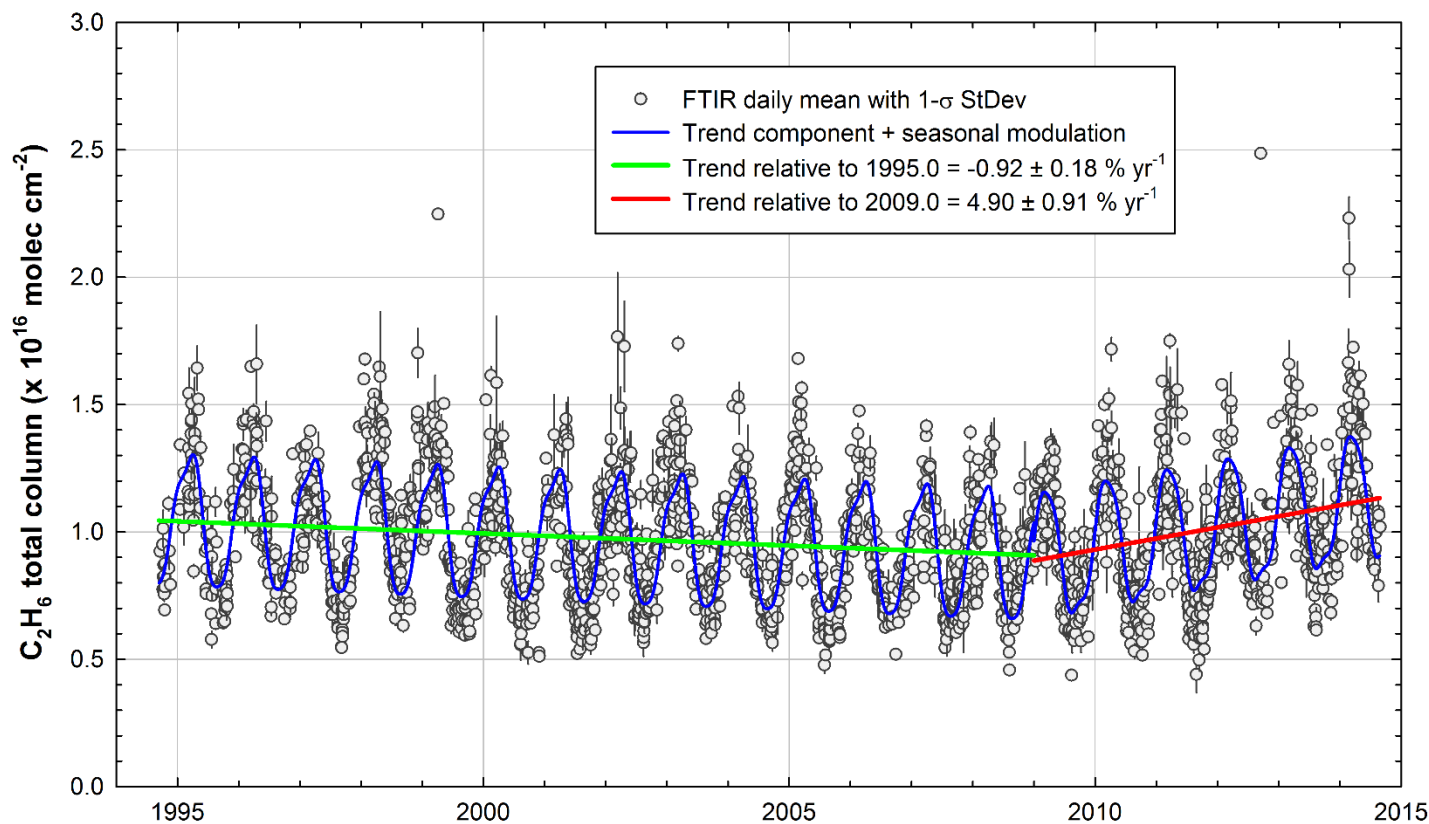 3.0
2.5
2.0
1.5
1.0
0.5
0.0
C₂H₆ total column (x 10¹⁶ molec cm⁻²)
FTIR daily mean with 1-σ StDev
Trend component + seasonal modulation
Trend relative to 1995.0 = -0.92 ± 0.18 % yr⁻¹
Trend relative to 2009.0 = 4.90 ± 0.91 % yr⁻¹
1995 2000 2005 2010 2015